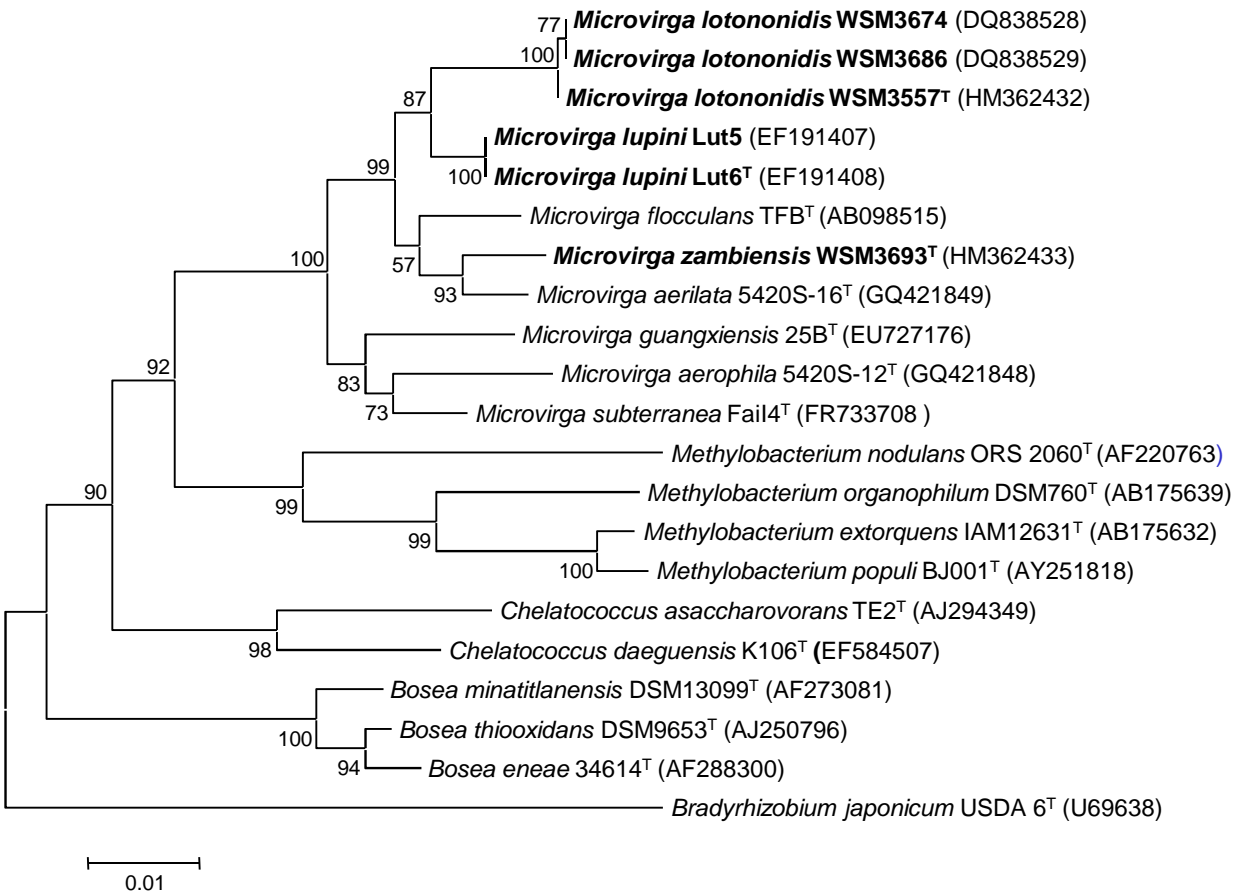 77 Microvirga lotononidis WSM3674 (DQ838528)
100 Microvirga lotononidis WSM3686 (DQ838529)
Microvirga lotononidis WSM3557ᵀ (HM362432)
87
Microvirga lupini Lut5 (EF191407)
99
100 Microvirga lupini Lut6ᵀ (EF191408)
Microvirga flocculans TFBᵀ (AB098515)
100 57 Microvirga zambiensis WSM3693ᵀ (HM362433)
93 Microvirga aerilata 5420S-16ᵀ (GQ421849)
Microvirga guangxiensis 25Bᵀ (EU727176)
92 83 Microvirga aerophila 5420S-12ᵀ (GQ421848)
73 Microvirga subterranea FaiI4ᵀ (FR733708 )
Methylobacterium nodulans ORS 2060ᵀ (AF220763)
90 99 Methylobacterium organophilum DSM760ᵀ (AB175639)
99 Methylobacterium extorquens IAM12631ᵀ (AB175632)
100 Methylobacterium populi BJ001ᵀ (AY251818)
Chelatococcus asaccharovorans TE2ᵀ (AJ294349)
98 Chelatococcus daeguensis K106ᵀ (EF584507)
Bosea minatitlanensis DSM13099ᵀ (AF273081)
100 Bosea thiooxidans DSM9653ᵀ (AJ250796)
94 Bosea eneae 34614ᵀ (AF288300)
Bradyrhizobium japonicum USDA 6ᵀ (U69638)
0.01